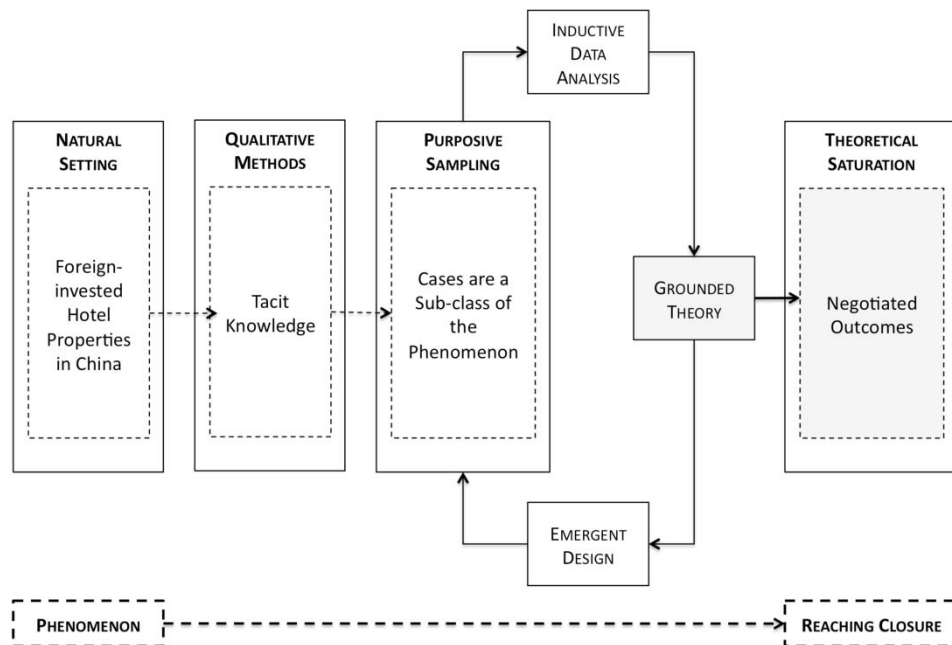 INDUCTIVE
DATA
ANALYSIS
NATURAL
SETTING
Foreign-
invested
Hotel
Properties
in China
QUALITATIVE
METHODS
Tacit
Knowledge
PURPOSIVE
SAMPLING
Cases are a
Sub-class of
the
Phenomenon
GROUNDED
THEORY
THEORETICAL
SATURATION
Negotiated
Outcomes
EMERGENT
DESIGN
PHENOMENON
REACHING CLOSURE